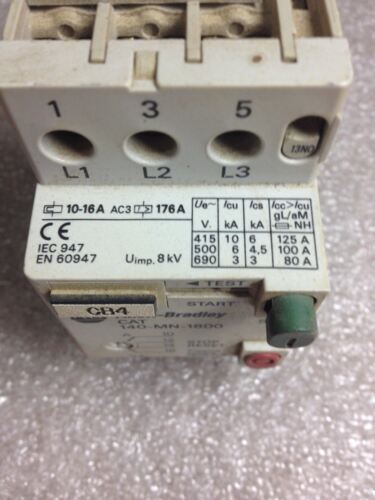 1 3 5
13NO
L1 L2 L3
10-16A AC3 176A
Ue~ Icu Ics Icc>Icu
gL/aM
V. kA kA NH
415 10 6 125 A
500 6 4,5 100 A
690 3 3 80 A
CE
IEC 947
EN 60947 Uimp. 8 kV
◄ TEST
CB4
START
-Bradley
CAT
140-MN-1600
I